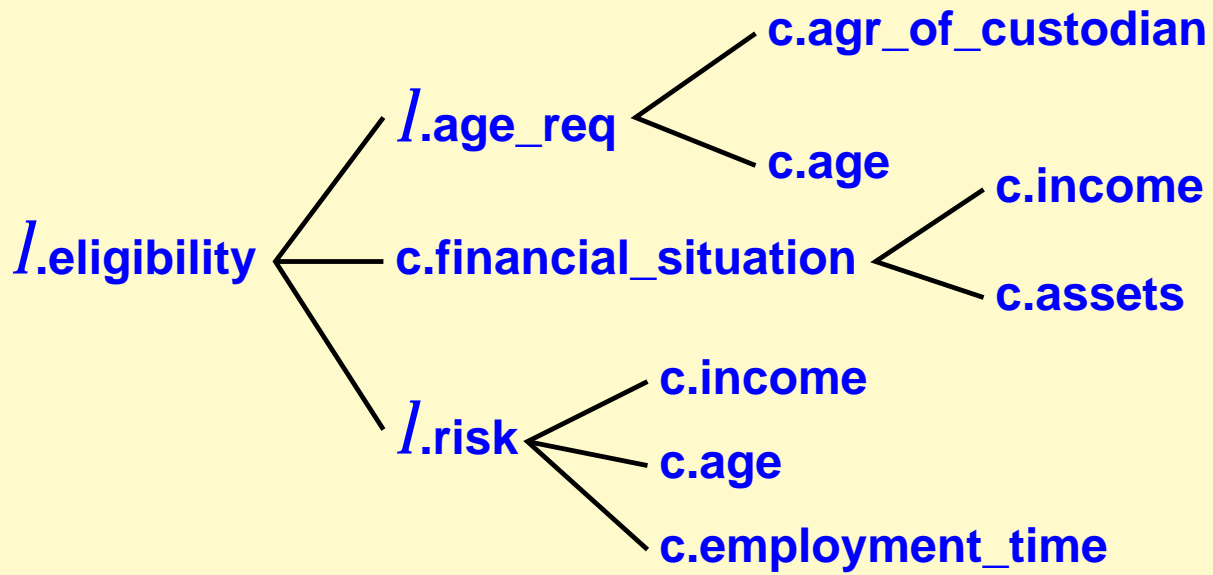 c.agr_of_custodian
l.age_req
c.age
c.income
l.eligibility
c.financial_situation
c.assets
c.income
l.risk
c.age
c.employment_time